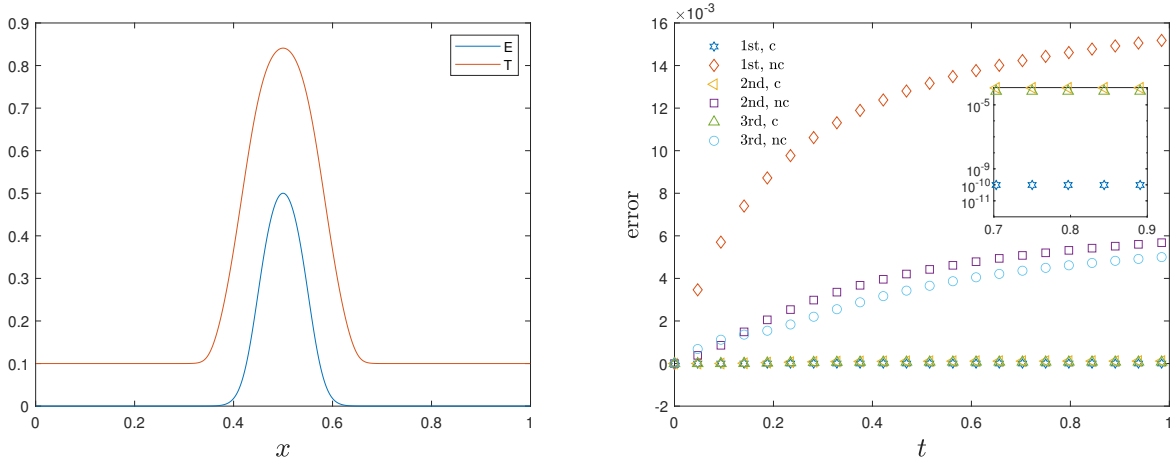 0.9
0.8
0.7
0.6
0.5
0.4
0.3
0.2
0.1
0
0 0.2 0.4 0.6 0.8 1
x
E
T
×10-3
16
14
12
10
8
6
4
2
0
-2
error
0 0.2 0.4 0.6 0.8 1
t
1st, c
1st, nc
2nd, c
2nd, nc
3rd, c
3rd, nc
10-5
10-9
10-10
10-11
0.7 0.8 0.9